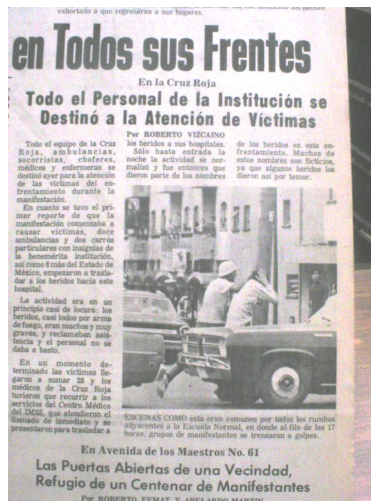 exhortado a que regresaran a sus hogares.
en Todos sus Frentes
En la Cruz Roja
Todo el Personal de la Institución se
Destinó a la Atención de Víctimas
Por ROBERTO VIZCAINO
Todo el equipo de la Cruz
Roja, ambulancias,
socorristas, choferes,
médicos y enfermeras se
destinó ayer para la atención
de las víctimas del en-
frentamiento durante la
manifestación.
En cuanto se tuvo el pri-
mer reporte de que la
manifestación comenzaba a
causar víctimas, doce
ambulancias y dos carros
particulares con insignias de
la benemérita institución,
así como 8 más del Estado de
México, empezaron a trasla-
dar a los heridos hacia este
hospital.
La actividad era en un
principio casi de locura: los
heridos, casi todos por arma
de fuego, eran muchos y muy
graves, y reclamaban asis-
tencia y el personal no se
daba a basto.
En un momento de-
terminado las víctimas lle-
garon a sumar 28 y los
médicos de la Cruz Roja
tuvieron que recurrir a los
servicios del Centro Médico
del IMSS, que atendieron el
llamado de inmediato y se
presentaron para trasladar a
los heridos a sus hospitales.
Sólo hasta entrada la
noche la actividad se nor-
malizó y fue entonces que
dieron parte de los nombres
de los heridos en este en-
frentamiento. Muchos de
estos nombres son ficticios,
ya que algunos heridos los
dieron así por temor.
ESCENAS COMO esta eran comunes por todos los rumbos
adyacentes a la Escuela Normal, en donde al filo de las 17
horas, grupos de manifestantes se trenzaron a golpes.
En Avenida de los Maestros No. 61
Las Puertas Abiertas de una Vecindad,
Refugio de un Centenar de Manifestantes
Por ROBERTO FEMAT Y ABELARDO MARTIN